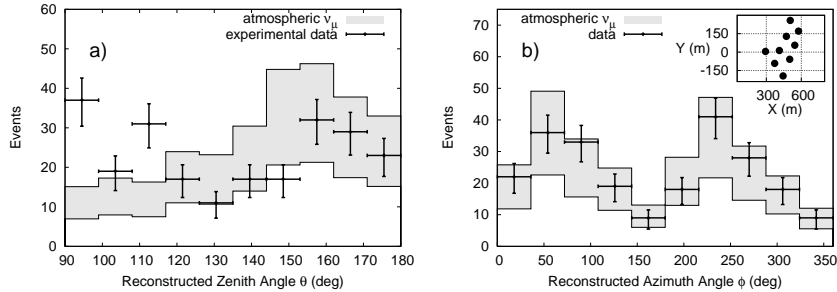 atmospheric νμ
experimental data
a)
60
50
40
30
20
10
0
Events
90 100 110 120 130 140 150 160 170 180
Reconstructed Zenith Angle θ (deg)
atmospheric νμ
data
b)
70
60
50
40
30
20
10
0
Events
0 50 100 150 200 250 300 350
Reconstructed Azimuth Angle ϕ (deg)
Y (m)
150
0
-150
300 600
X (m)